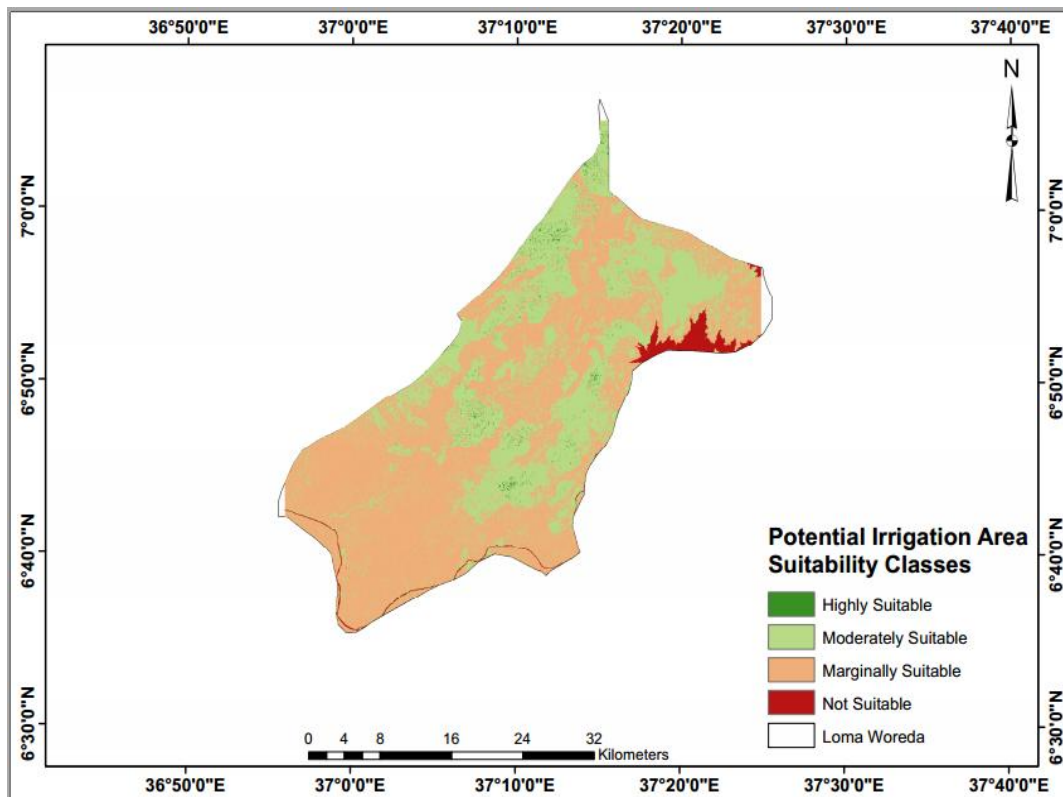 36°50'0"E 37°0'0"E 37°10'0"E 37°20'0"E 37°30'0"E 37°40'0"E
N
7°0'0"N 7°0'0"N
6°50'0"N 6°50'0"N
6°40'0"N 6°40'0"N
6°30'0"N 6°30'0"N
Potential Irrigation Area
Suitability Classes
Highly Suitable
Moderately Suitable
Marginally Suitable
Not Suitable
Loma Woreda
0 4 8 16 24 32
Kilometers
36°50'0"E 37°0'0"E 37°10'0"E 37°20'0"E 37°30'0"E 37°40'0"E